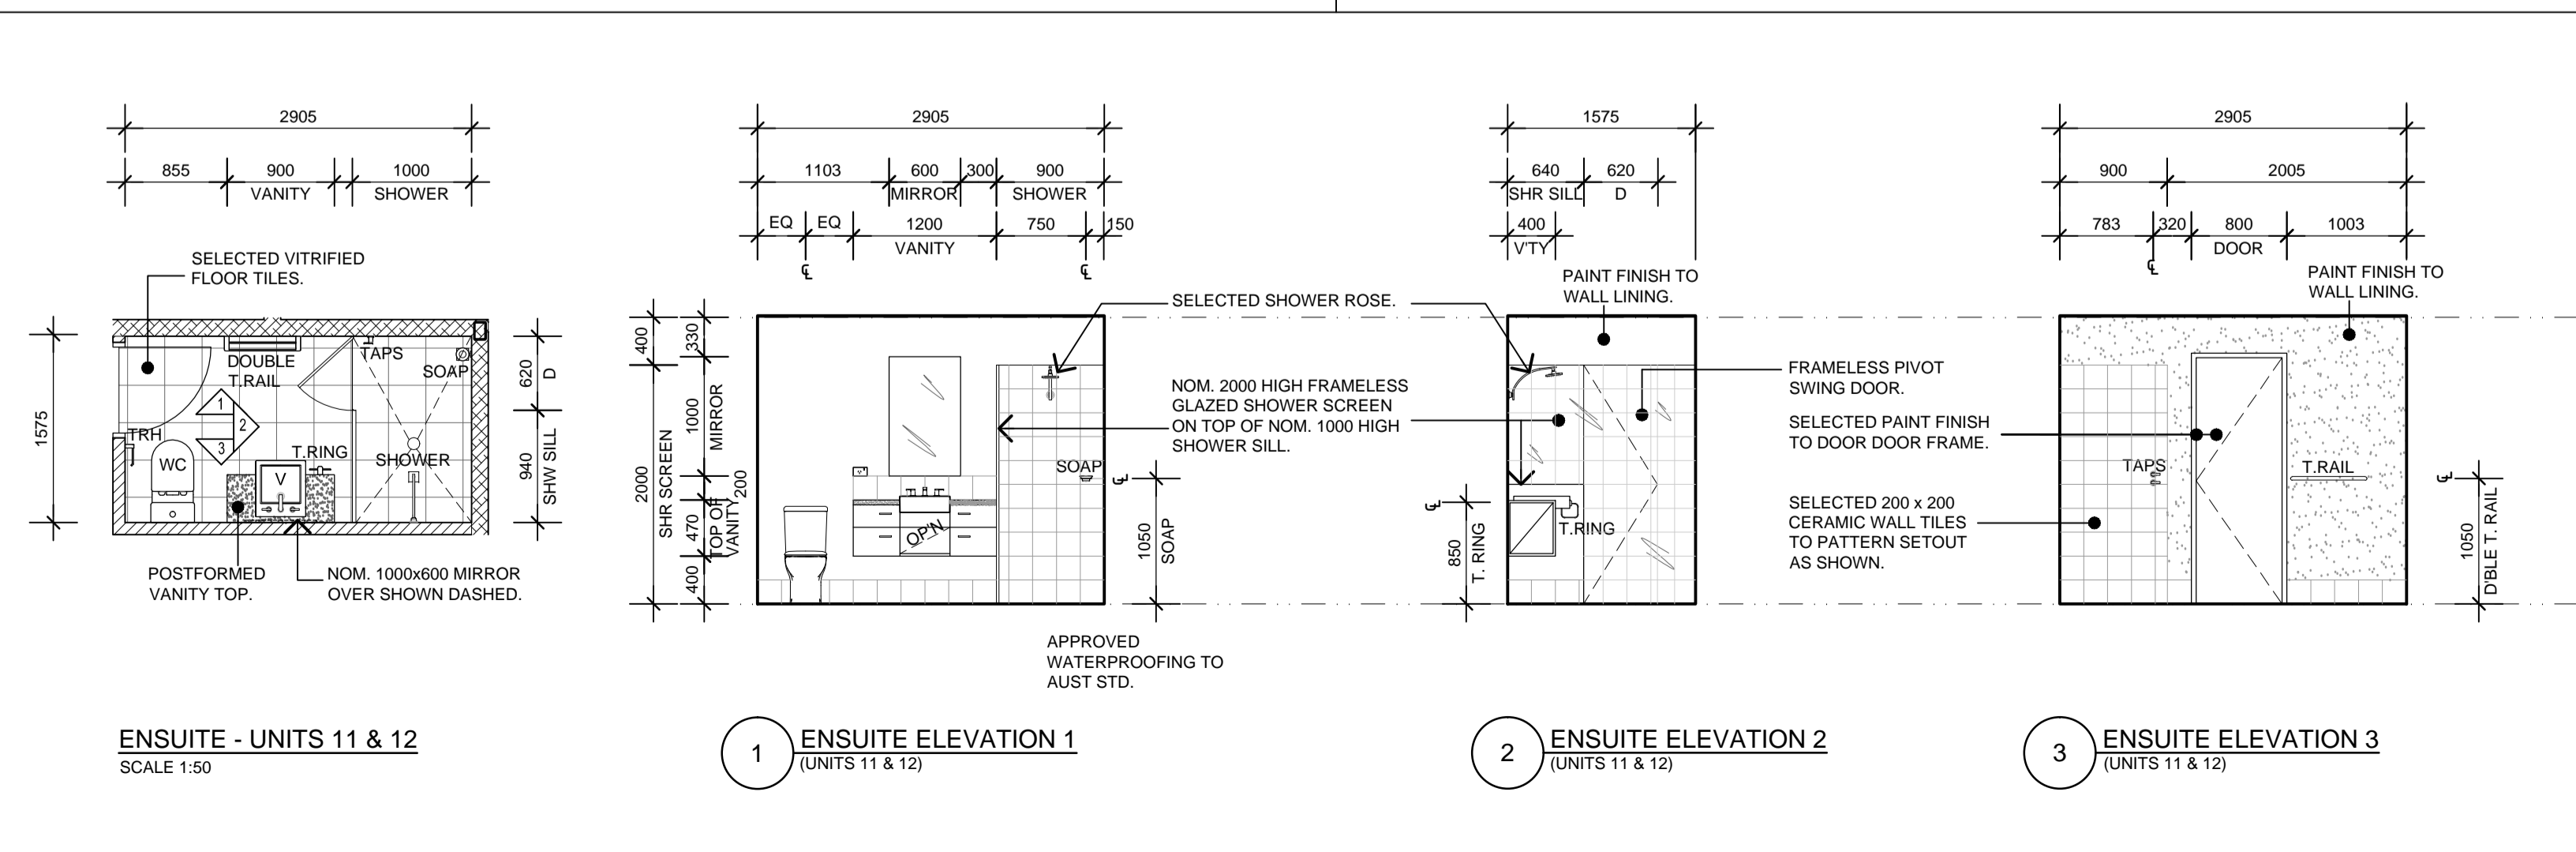 2905
855
900
1000
VANITY
SHOWER
SELECTED VITRIFIED
FLOOR TILES.
DOUBLE
T.RAIL
TAPS
SOAP
1
2
3
TRH
WC
T.RING
V
SHOWER
1575
620
D
940
SHW SILL
POSTFORMED
VANITY TOP.
NOM. 1000x600 MIRROR
OVER SHOWN DASHED.
ENSUITE - UNITS 11 & 12
SCALE 1:50
2905
1103
600
300
900
MIRROR
SHOWER
EQ
EQ
1200
750
150
VANITY
℄
℄
400
2000
SHR SCREEN
330
1000
MIRROR
200
470
TOP OF
VANITY
400
OP'N
SOAP
℄
1050
SOAP
SELECTED SHOWER ROSE.
NOM. 2000 HIGH FRAMELESS
GLAZED SHOWER SCREEN
ON TOP OF NOM. 1000 HIGH
SHOWER SILL.
APPROVED
WATERPROOFING TO
AUST STD.
1
ENSUITE ELEVATION 1
(UNITS 11 & 12)
1575
640
620
SHR SILL
D
400
V'TY
PAINT FINISH TO
WALL LINING.
℄
850
T. RING
T.RING
FRAMELESS PIVOT
SWING DOOR.
SELECTED PAINT FINISH
TO DOOR DOOR FRAME.
SELECTED 200 x 200
CERAMIC WALL TILES
TO PATTERN SETOUT
AS SHOWN.
2
ENSUITE ELEVATION 2
(UNITS 11 & 12)
2905
900
2005
783
320
800
1003
DOOR
℄
PAINT FINISH TO
WALL LINING.
TAPS
T.RAIL
℄
1050
D'BLE T. RAIL
3
ENSUITE ELEVATION 3
(UNITS 11 & 12)